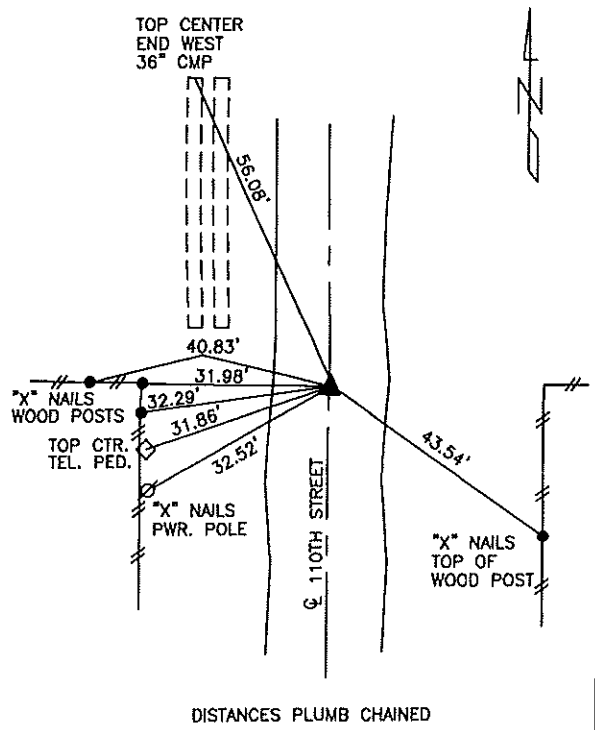 TOP CENTER
END WEST
36" CMP
N
56.08'
40.83'
31.98'
"X" NAILS
WOOD POSTS
32.29'
31.86'
TOP CTR.
TEL. PED.
32.52'
43.54'
"X" NAILS
PWR. POLE
℄ 110TH STREET
"X" NAILS
TOP OF
WOOD POST
DISTANCES PLUMB CHAINED